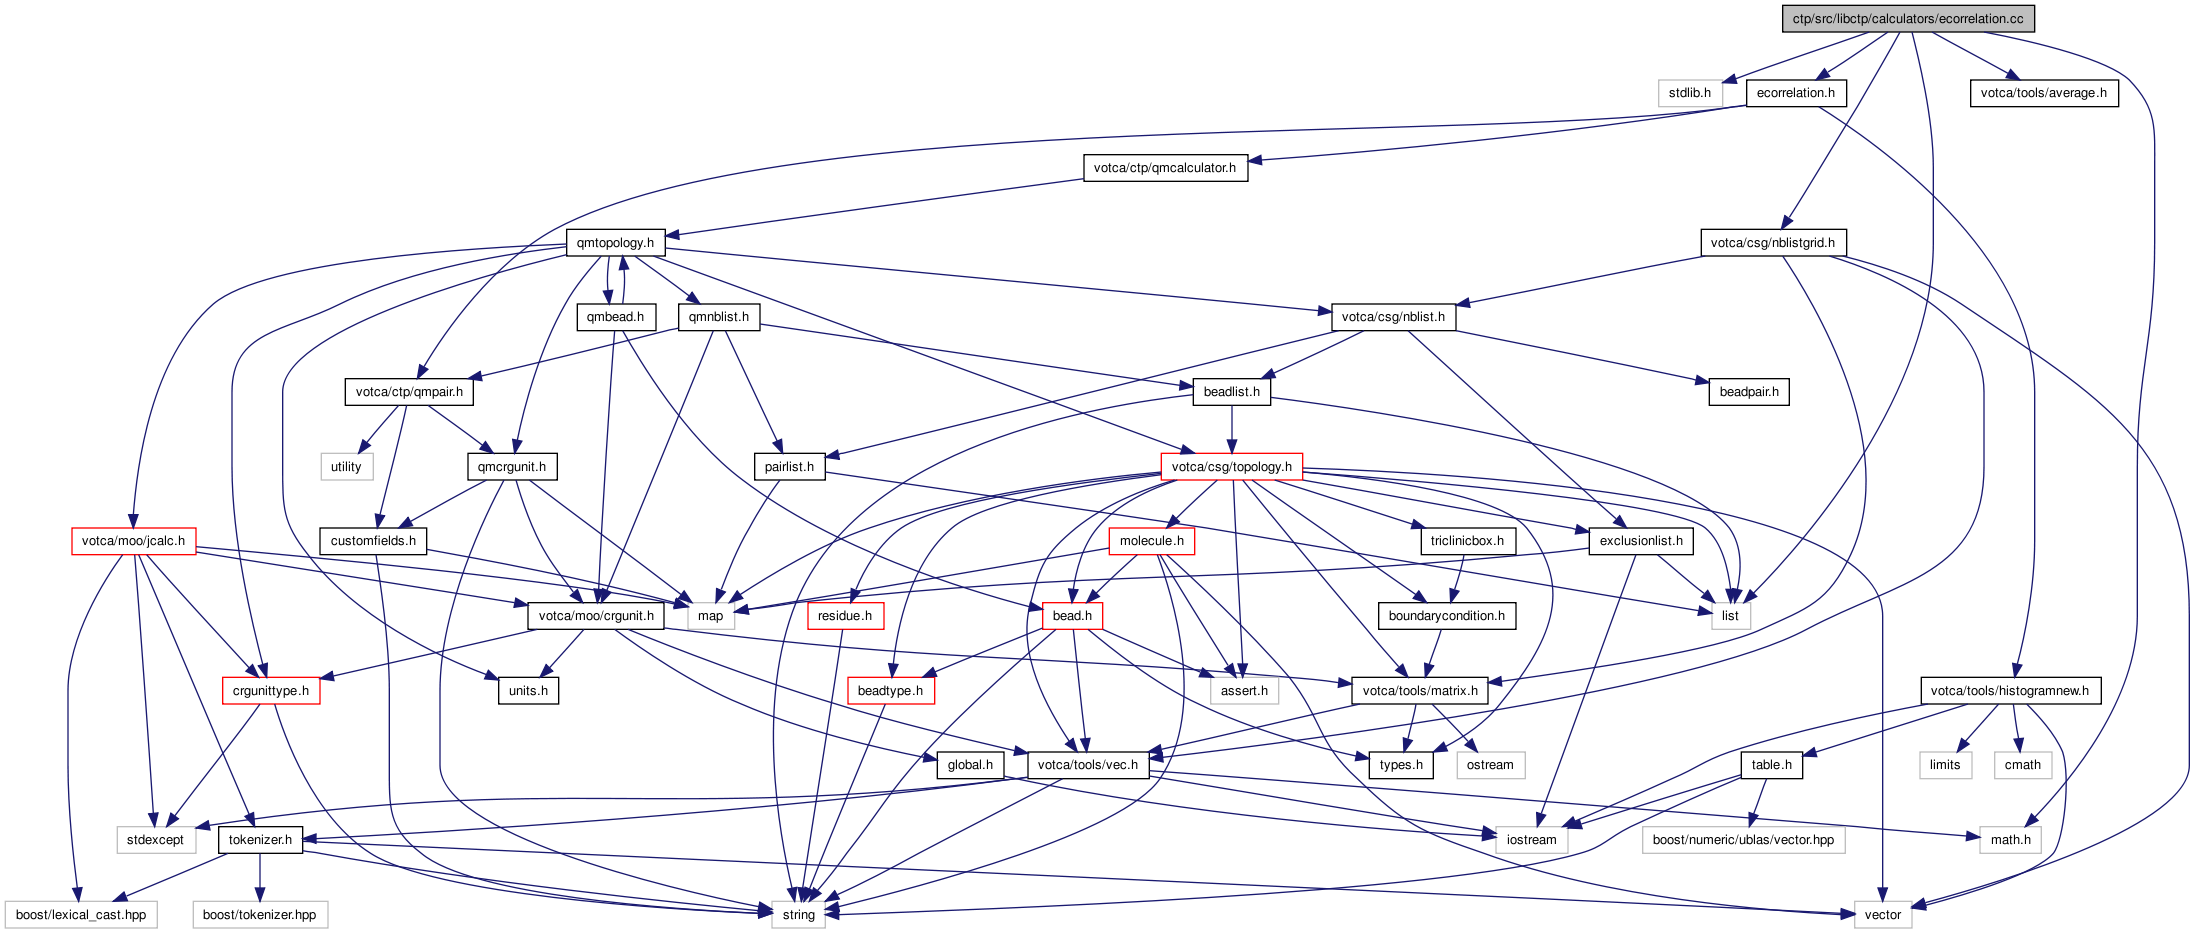 ctp/src/libctp/calculators/ecorrelation.cc
stdlib.h
ecorrelation.h
votca/tools/average.h
votca/ctp/qmcalculator.h
qmtopology.h
votca/csg/nblistgrid.h
qmbead.h
qmnblist.h
votca/csg/nblist.h
votca/ctp/qmpair.h
beadlist.h
beadpair.h
utility
qmcrgunit.h
pairlist.h
votca/csg/topology.h
votca/moo/jcalc.h
customfields.h
molecule.h
triclinicbox.h
exclusionlist.h
votca/moo/crgunit.h
map
residue.h
bead.h
boundarycondition.h
list
crgunittype.h
units.h
beadtype.h
assert.h
votca/tools/matrix.h
votca/tools/histogramnew.h
global.h
votca/tools/vec.h
types.h
ostream
table.h
limits
cmath
stdexcept
tokenizer.h
iostream
boost/numeric/ublas/vector.hpp
math.h
boost/lexical_cast.hpp
boost/tokenizer.hpp
string
vector